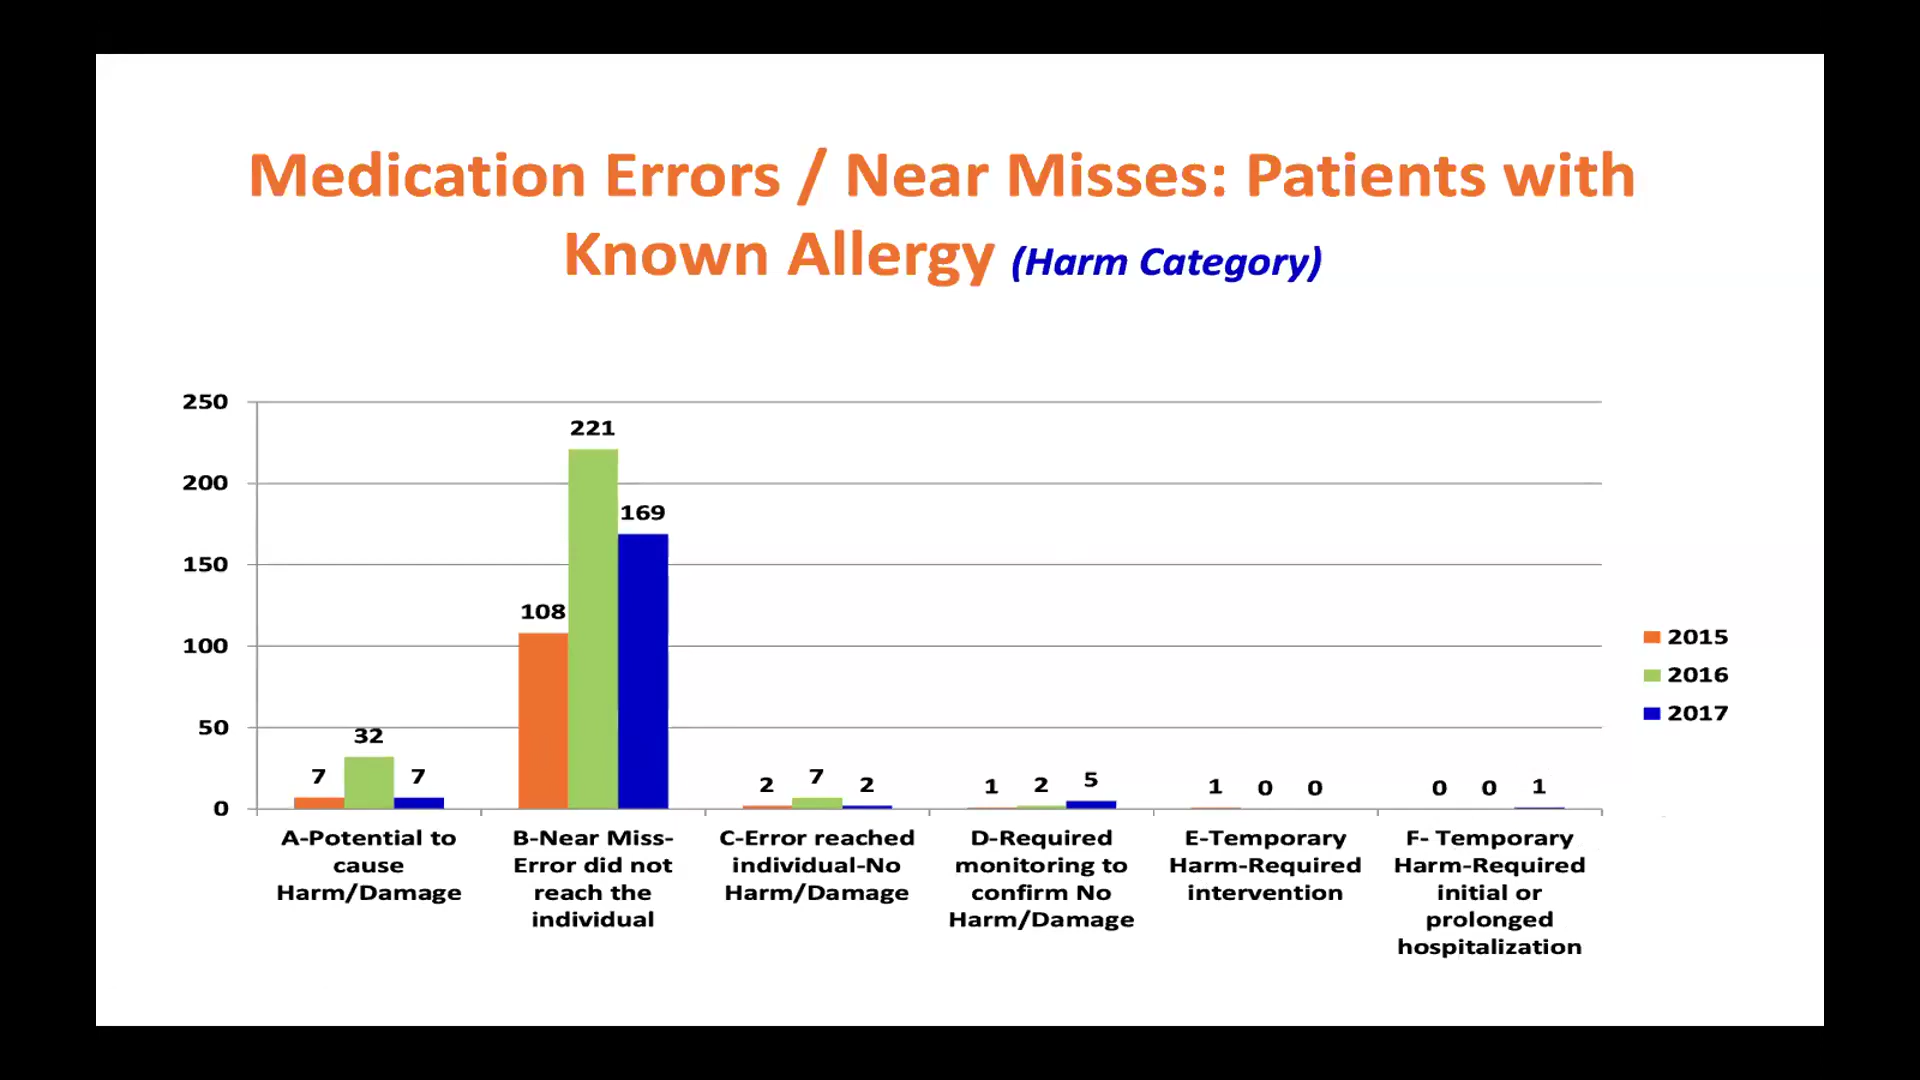 Medication Errors / Near Misses: Patients with
Known Allergy (Harm Category)
250
200
150
100
50
0
7
32
7
108
221
169
2
7
2
1
2
5
1
0
0
0
0
1
A-Potential to
cause
Harm/Damage
B-Near Miss-
Error did not
reach the
individual
C-Error reached
individual-No
Harm/Damage
D-Required
monitoring to
confirm No
Harm/Damage
E-Temporary
Harm-Required
intervention
F- Temporary
Harm-Required
initial or
prolonged
hospitalization
2015
2016
2017